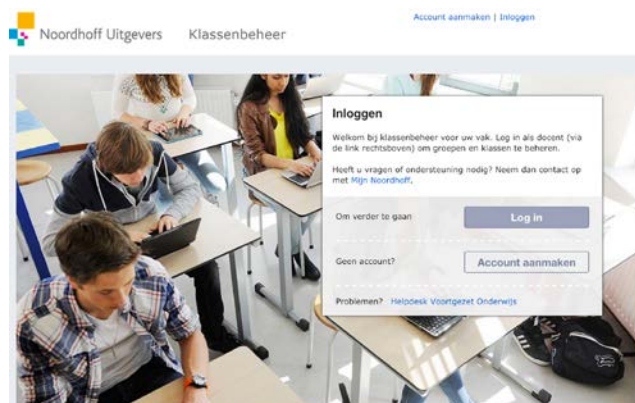 Account aanmaken | Inloggen
Noordhoff Uitgevers Klassenbeheer
Inloggen
Welkom bij klassenbeheer voor uw vak. Log in als docent (via
de link rechtsboven) om groepen en klassen te beheren.
Heeft u vragen of ondersteuning nodig? Neem dan contact op
met Mijn Noordhoff.
Om verder te gaan Log in
Geen account? Account aanmaken
Problemen? Helpdesk Voortgezet Onderwijs